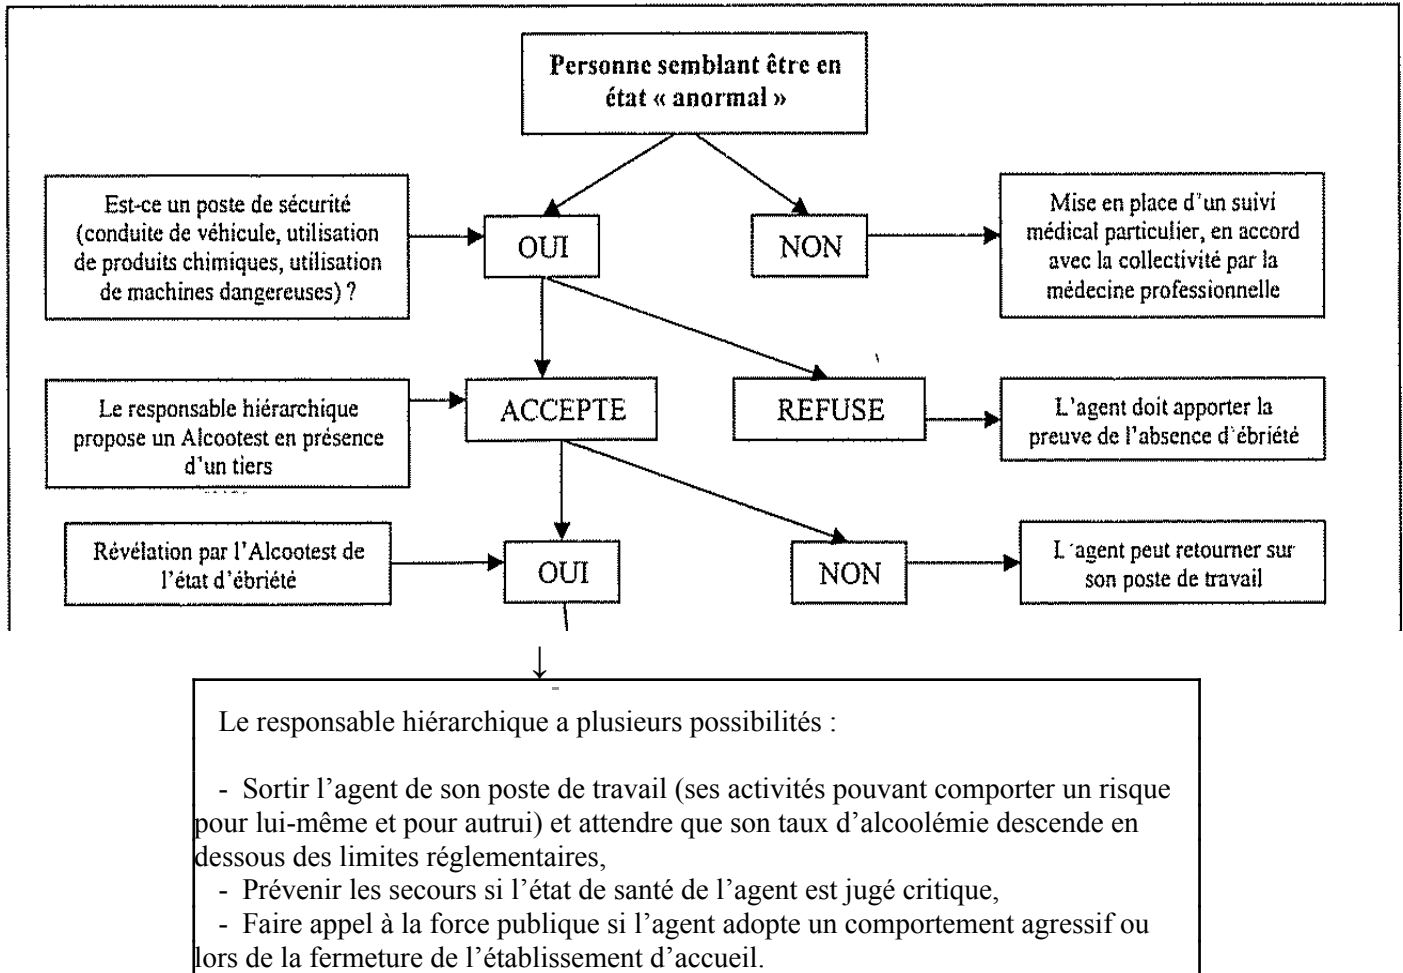 Personne semblant être en
état « anormal »
Est-ce un poste de sécurité
(conduite de véhicule, utilisation
de produits chimiques, utilisation
de machines dangereuses) ?
OUI
NON
Mise en place d'un suivi
médical particulier, en accord
avec la collectivité par la
médecine professionnelle
Le responsable hiérarchique
propose un Alcootest en présence
d'un tiers
ACCEPTE
REFUSE
L'agent doit apporter la
preuve de l'absence d'ébriété
Révélation par l'Alcootest de
l'état d'ébriété
OUI
NON
L'agent peut retourner sur
son poste de travail
Le responsable hiérarchique a plusieurs possibilités :
- Sortir l'agent de son poste de travail (ses activités pouvant comporter un risque
pour lui-même et pour autrui) et attendre que son taux d'alcoolémie descende en
dessous des limites réglementaires,
- Prévenir les secours si l'état de santé de l'agent est jugé critique,
- Faire appel à la force publique si l'agent adopte un comportement agressif ou
lors de la fermeture de l'établissement d'accueil.